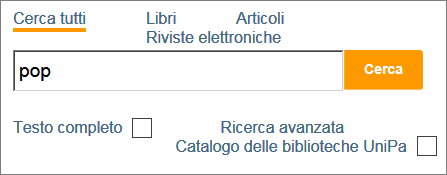 Cerca tutti Libri Articoli
Riviste elettroniche
pop Cerca
Testo completo Ricerca avanzata
Catalogo delle biblioteche UniPa